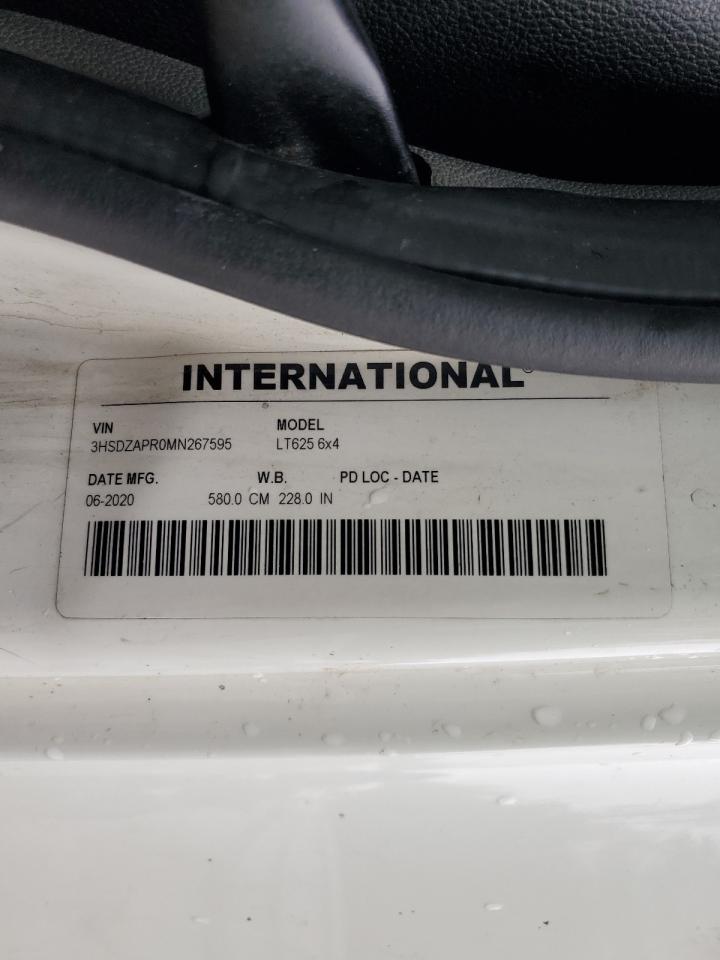 INTERNATIONAL®
VIN MODEL
3HSDZAPR0MN267595 LT625 6x4
DATE MFG. W.B. PD LOC - DATE
06-2020 580.0 CM 228.0 IN